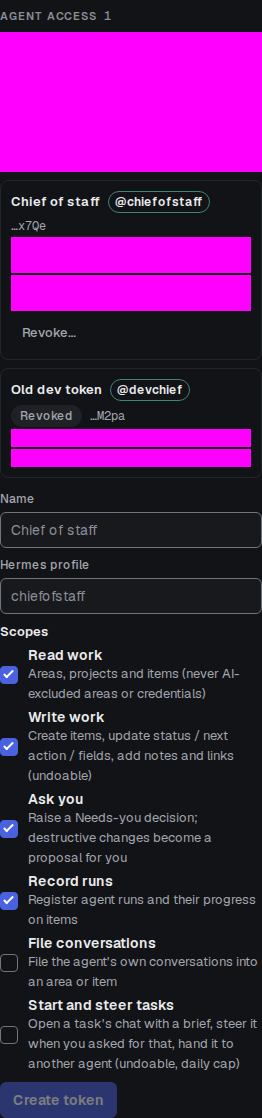 AGENT ACCESS 1
Chief of staff @chiefofstaff
…x7Qe
Revoke…
Old dev token @devchief
Revoked …M2pa
Name
Chief of staff
Hermes profile
chiefofstaff
Scopes
Read work
Areas, projects and items (never AI-
excluded areas or credentials)
Write work
Create items, update status / next
action / fields, add notes and links
(undoable)
Ask you
Raise a Needs-you decision;
destructive changes become a
proposal for you
Record runs
Register agent runs and their progress
on items
File conversations
File the agent's own conversations into
an area or item
Start and steer tasks
Open a task's chat with a brief, steer it
when you asked for that, hand it to
another agent (undoable, daily cap)
Create token